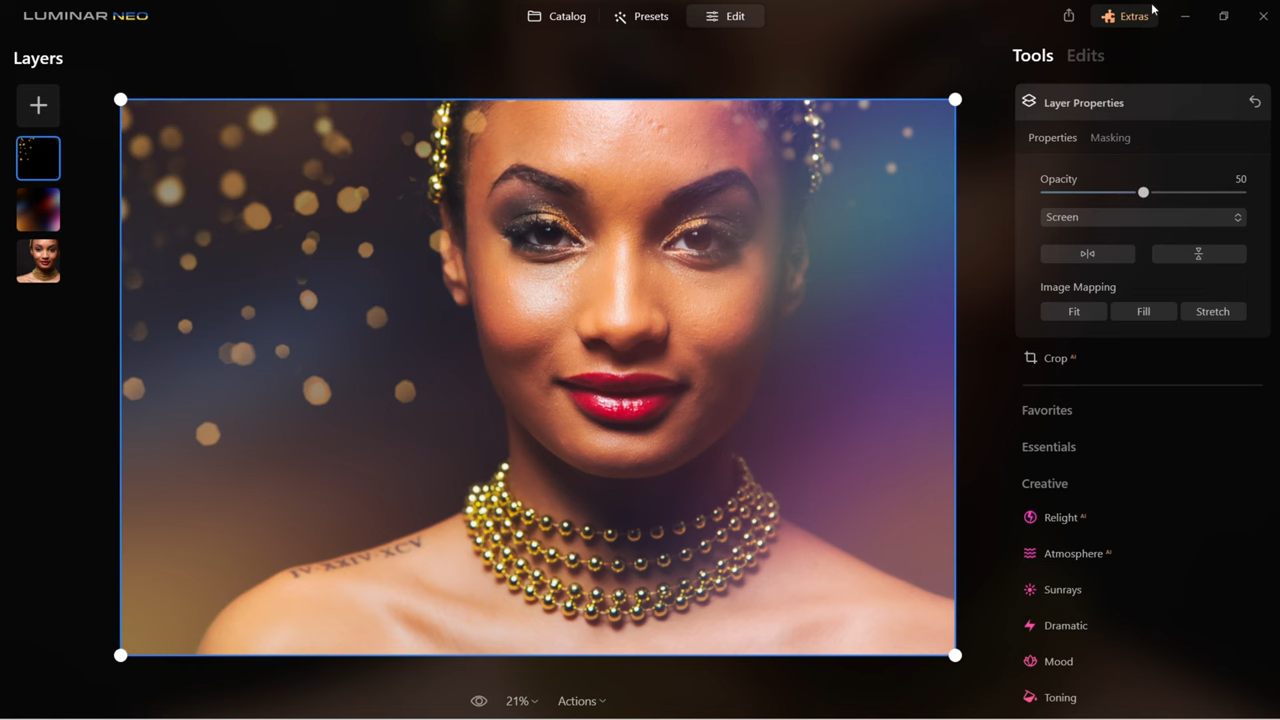 LUMINAR NEO
Catalog
Presets
Edit
Extras
Layers
Tools
Edits
Layer Properties
Properties
Masking
Opacity
50
Screen
Image Mapping
Fit
Fill
Stretch
Crop AI
Favorites
Essentials
Creative
Relight AI
Atmosphere AI
Sunrays
Dramatic
Mood
Toning
21%
Actions